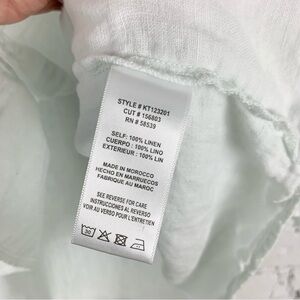 STYLE # KT123201
CUT # 156803
RN # 58539
SELF: 100% LINEN
CUERPO : 100% LINO
EXTERIEUR : 100% LIN
MADE IN MOROCCO
HECHO EN MARRUECOS
FABRIQUE AU MAROC
SEE REVERSE FOR CARE
INSTRUCCIONES AL REVERSO
VOIR AU VERSO POUR L'ENTRETIEN
30